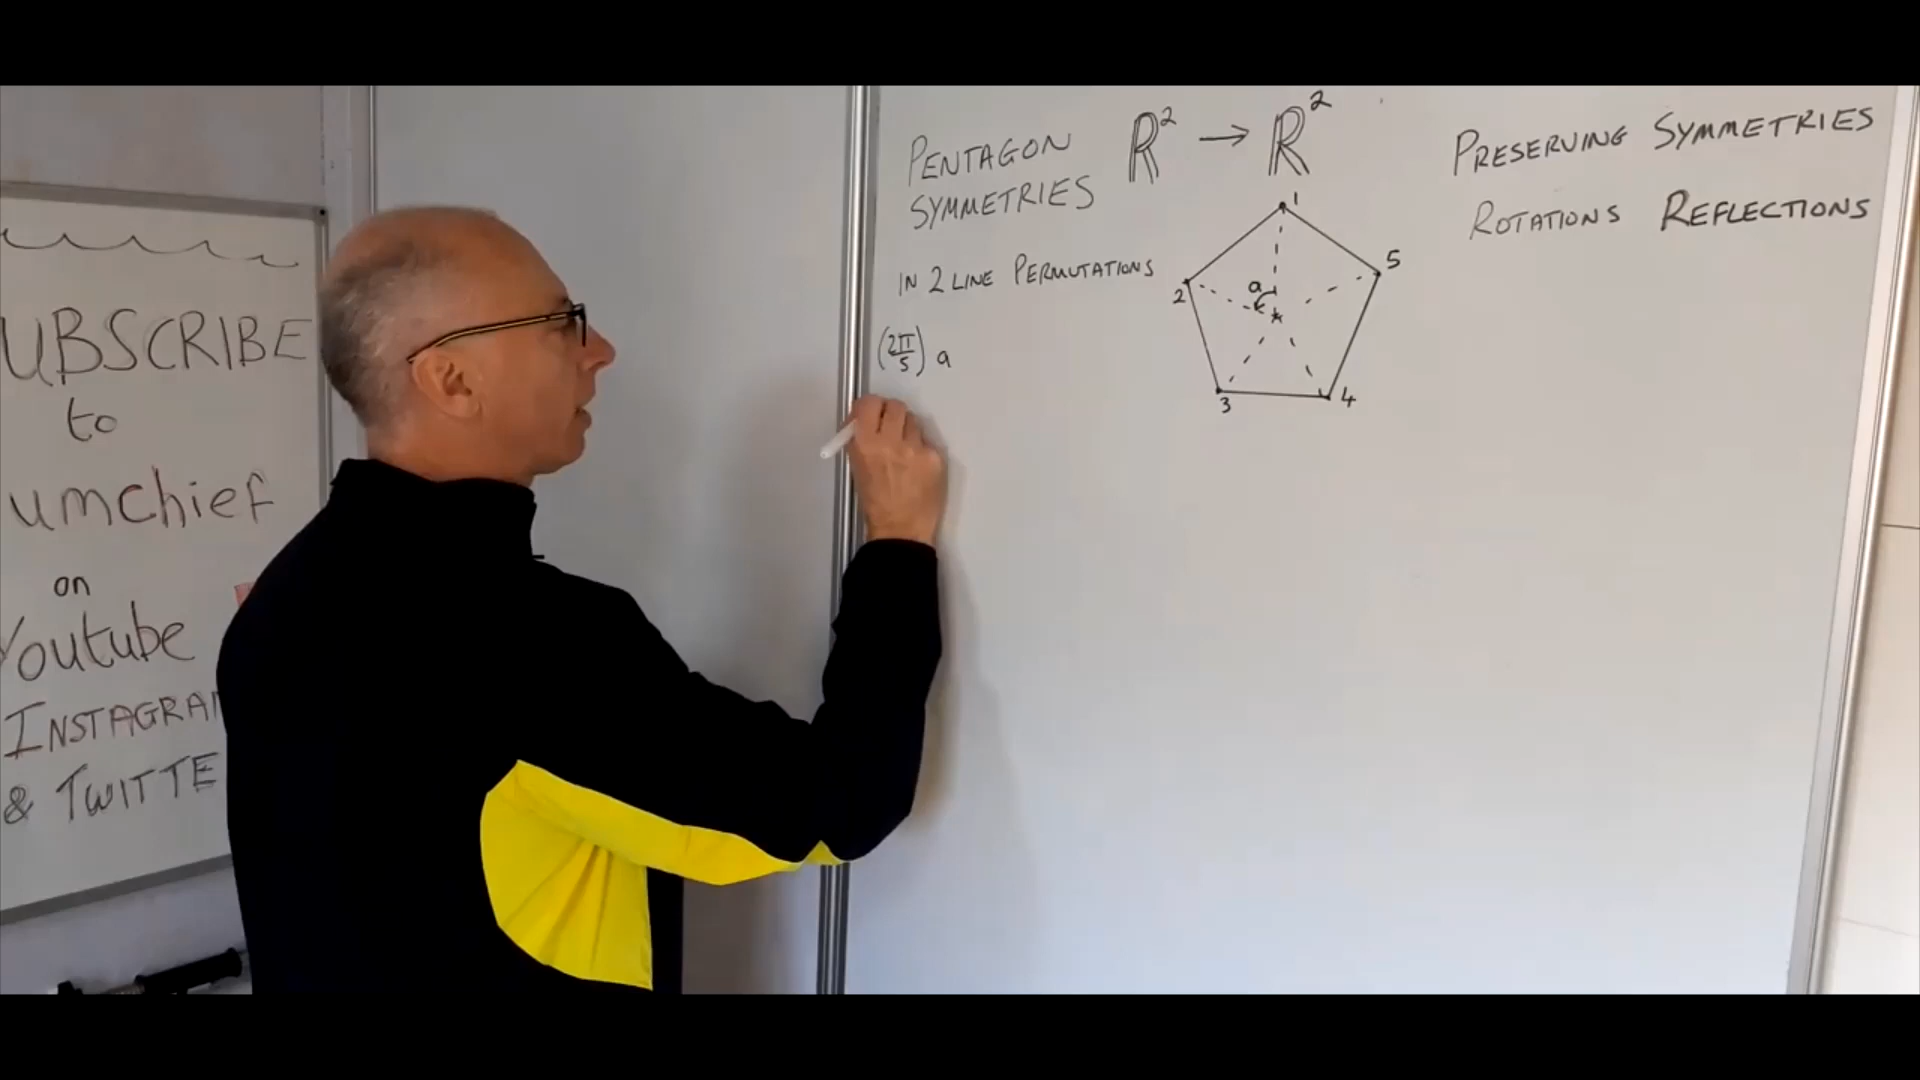 UBSCRIBE
to
umchief
on
Youtube
INSTAGRA
& TWITTE
PENTAGON
SYMMETRIES
ℝ² → ℝ²
IN 2 LINE PERMUTATIONS
(2π/5) a
1
2
3
4
5
a
PRESERVING SYMMETRIES
ROTATIONS REFLECTIONS